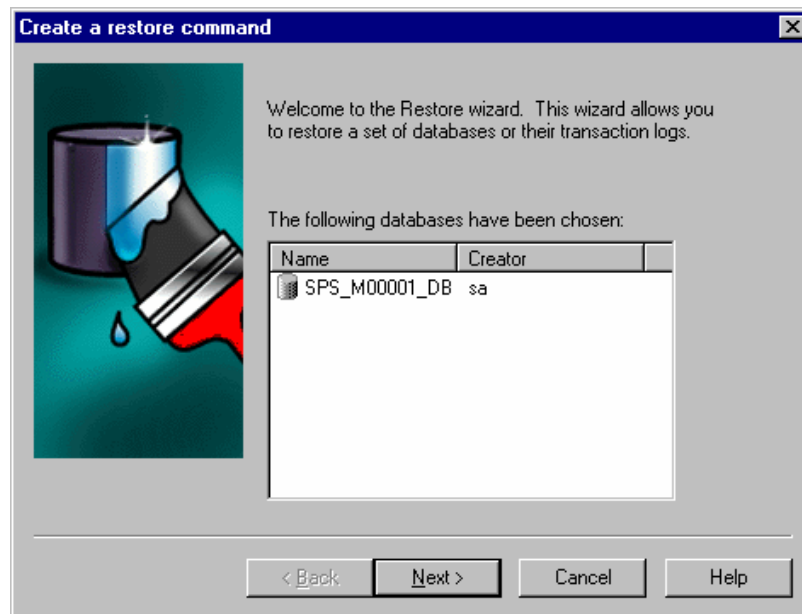 Create a restore command
Welcome to the Restore wizard.  This wizard allows you
to restore a set of databases or their transaction logs.
The following databases have been chosen:
Name Creator
SPS_M00001_DB sa
< Back Next > Cancel Help